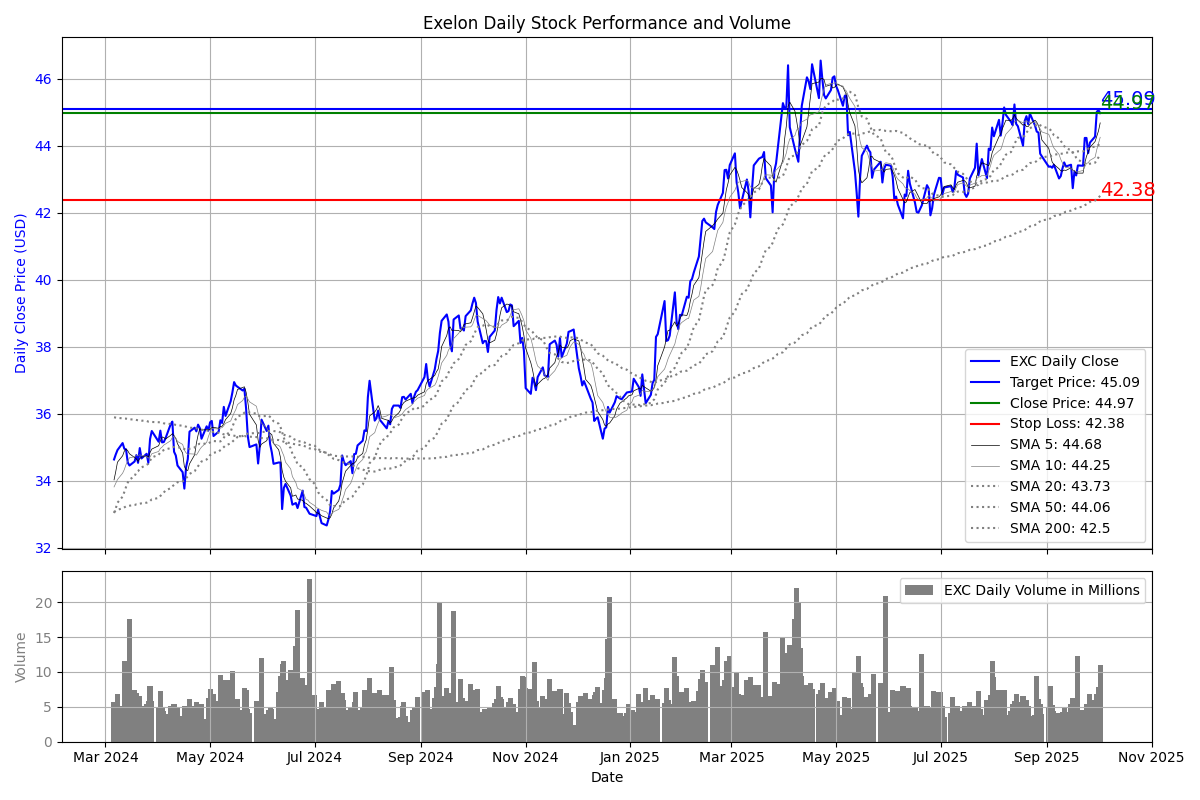 Exelon Daily Stock Performance and Volume
Daily Close Price (USD)
46
44
42
40
38
36
34
32
45.09
44.97
42.38
EXC Daily Close
Target Price: 45.09
Close Price: 44.97
Stop Loss: 42.38
SMA 5: 44.68
SMA 10: 44.25
SMA 20: 43.73
SMA 50: 44.06
SMA 200: 42.5
Volume
20
15
10
5
0
EXC Daily Volume in Millions
Mar 2024 May 2024 Jul 2024 Sep 2024 Nov 2024 Jan 2025 Mar 2025 May 2025 Jul 2025 Sep 2025 Nov 2025
Date